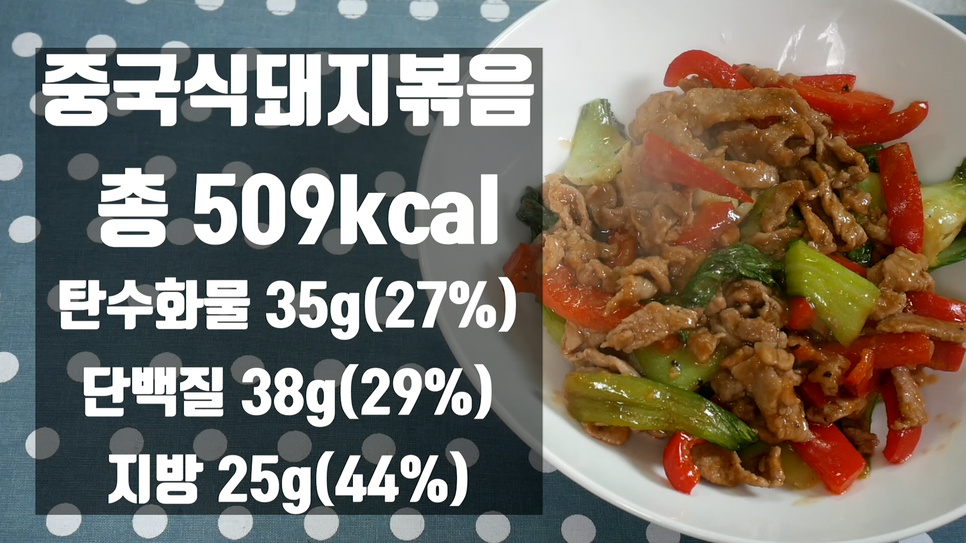 중국식돼지볶음
총 509kcal
탄수화물 35g(27%)
단백질 38g(29%)
지방 25g(44%)